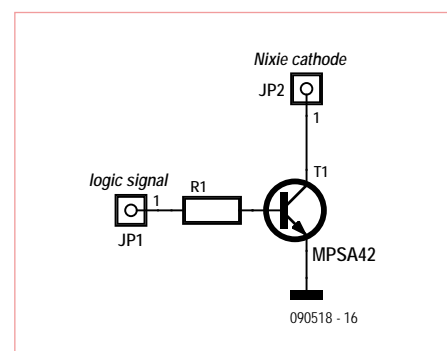 Nixie cathode
JP2
1
T1
logic signal
R1
1
JP1
MPSA42
090518 - 16